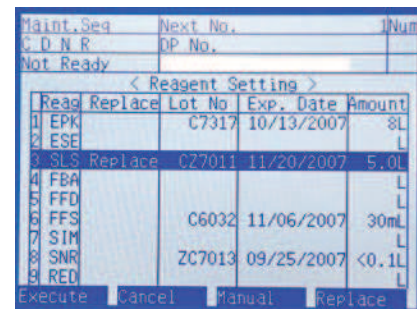 Maint.Seq Next No. 1 Num
C D N R DP No.
Not Ready
< Reagent Setting >
Reag Replace Lot No Exp. Date Amount
1 EPK C7317 10/13/2007 8L
2 ESE L
3 SLS Replace CZ7011 11/20/2007 5.0L
4 FBA L
5 FFD L
6 FFS C6032 11/06/2007 30mL
7 SIM L
8 SNR ZC7013 09/25/2007 <0.1L
9 RED L
Execute Cancel Manual Replace